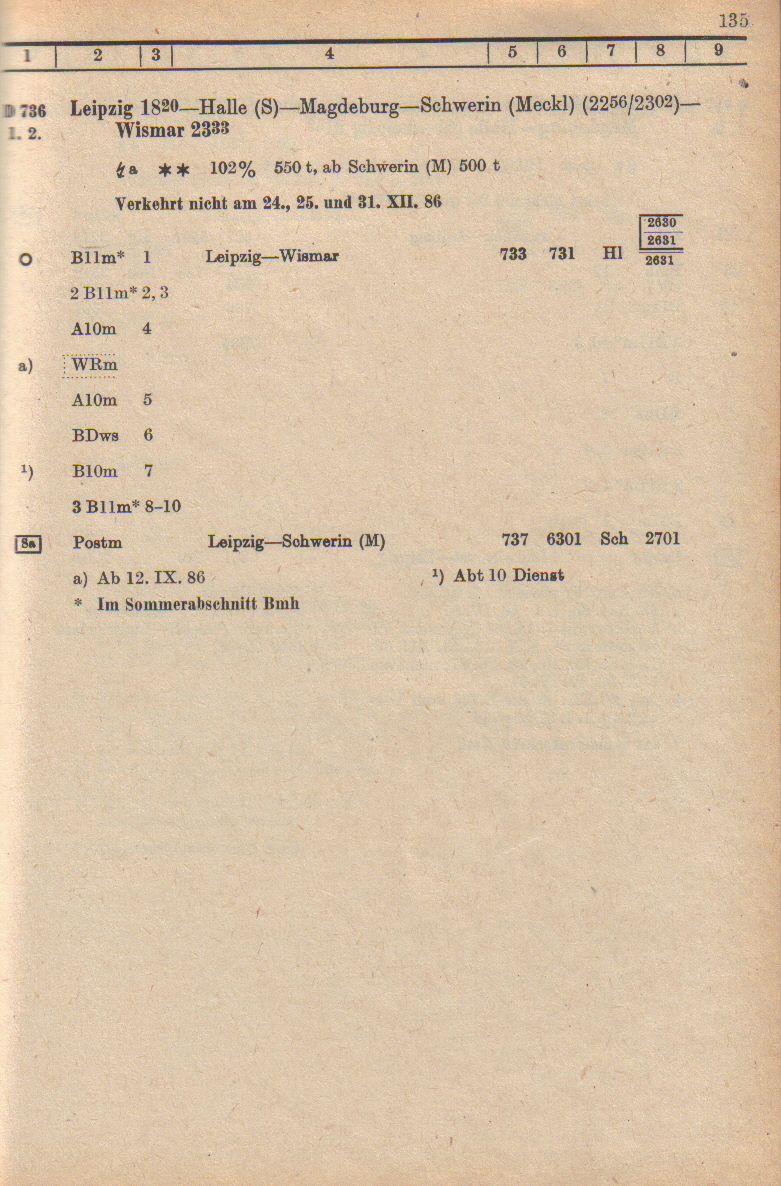 135
1 2 3 4 5 6 7 8 9
D 736 Leipzig 1820—Halle (S)—Magdeburg—Schwerin (Meckl) (2256/2302)—
1. 2. Wismar 2333
a ** 102% 550 t, ab Schwerin (M) 500 t
Verkehrt nicht am 24., 25. und 31. XII. 86
2630
2631
B11m* 1 Leipzig—Wismar 733 731 Hl 2631
2 B11m* 2, 3
A10m 4
a) WRm
A10m 5
BDws 6
¹) B10m 7
3 B11m* 8–10
Sa Postm Leipzig—Schwerin (M) 737 6301 Sch 2701
a) Ab 12. IX. 86 ¹) Abt 10 Dienst
* Im Sommerabschnitt Bmh